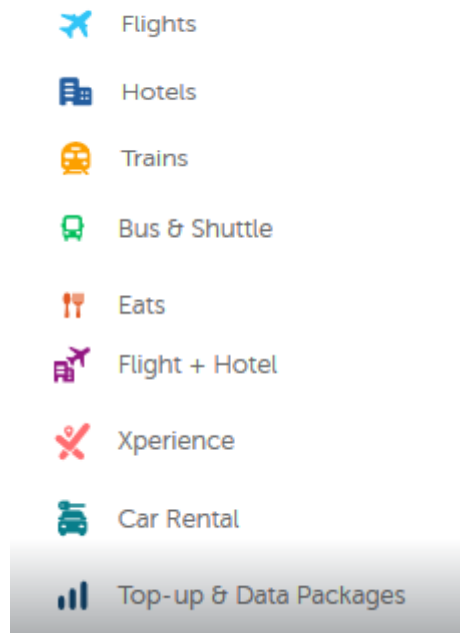 Flights
Hotels
Trains
Bus & Shuttle
Eats
Flight + Hotel
Xperience
Car Rental
Top-up & Data Packages